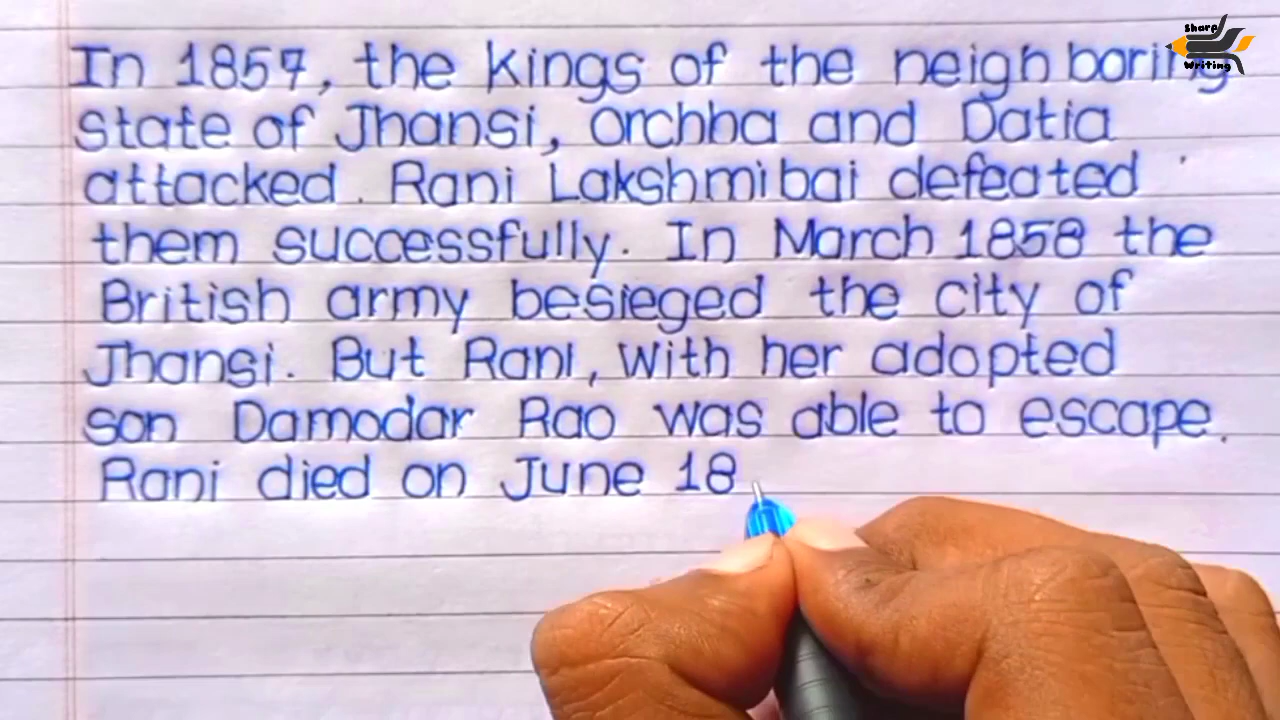 In 1857, the kings of the neighboring
state of Jhansi, Orchha and Datia
attacked. Rani Lakshmibai defeated
them successfully. In March 1858 the
British army besieged the city of
Jhansi. But Rani, with her adopted
son Damodar Rao was able to escape.
Rani died on June 18
Sharp
Writing